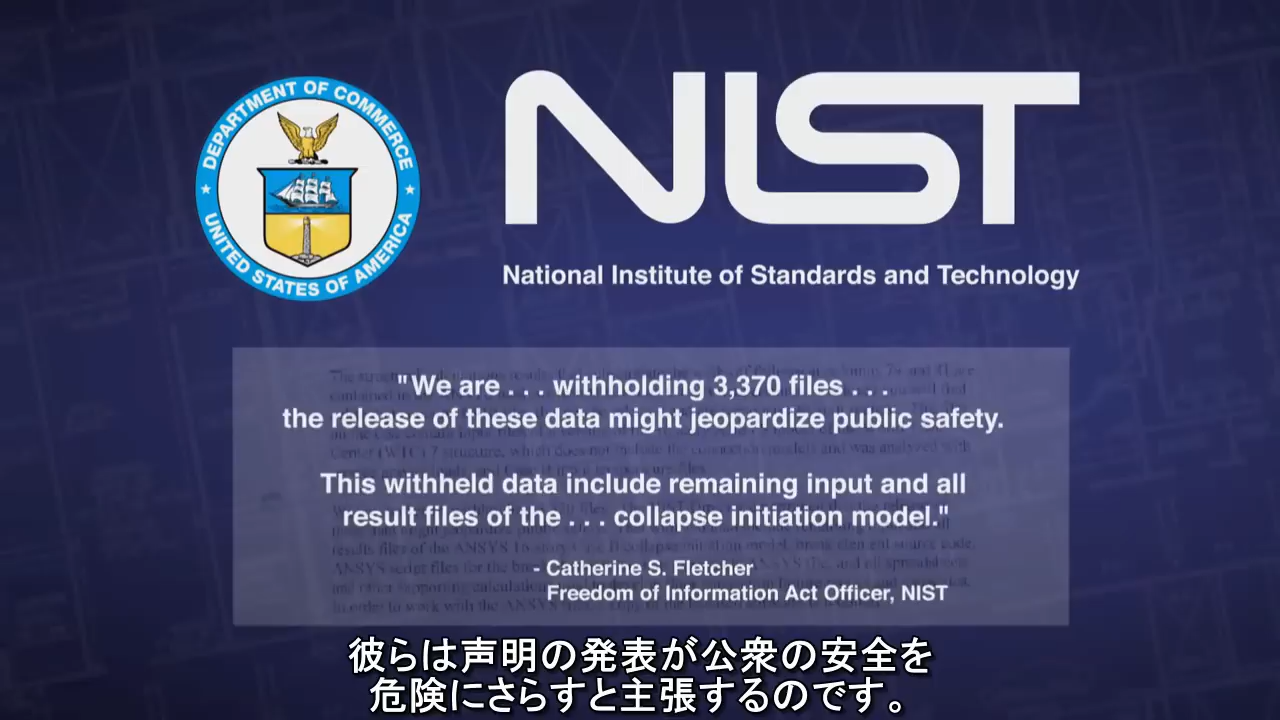 DEPARTMENT OF COMMERCE
UNITED STATES OF AMERICA
NIST
National Institute of Standards and Technology
"We are . . . withholding 3,370 files . . .
the release of these data might jeopardize public safety.
This withheld data include remaining input and all
result files of the . . . collapse initiation model."
- Catherine S. Fletcher
Freedom of Information Act Officer, NIST
彼らは声明の発表が公衆の安全を
危険にさらすと主張するのです。